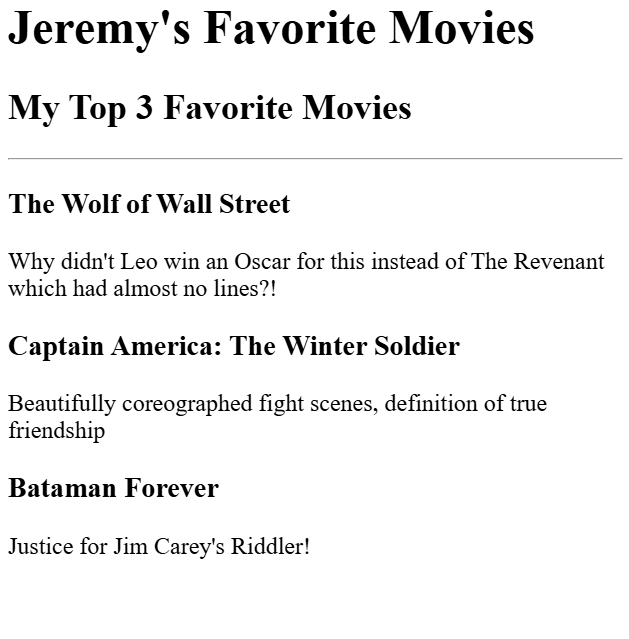 Jeremy's Favorite Movies
My Top 3 Favorite Movies
The Wolf of Wall Street
Why didn't Leo win an Oscar for this instead of The Revenant
which had almost no lines?!
Captain America: The Winter Soldier
Beautifully coreographed fight scenes, definition of true
friendship
Bataman Forever
Justice for Jim Carey's Riddler!